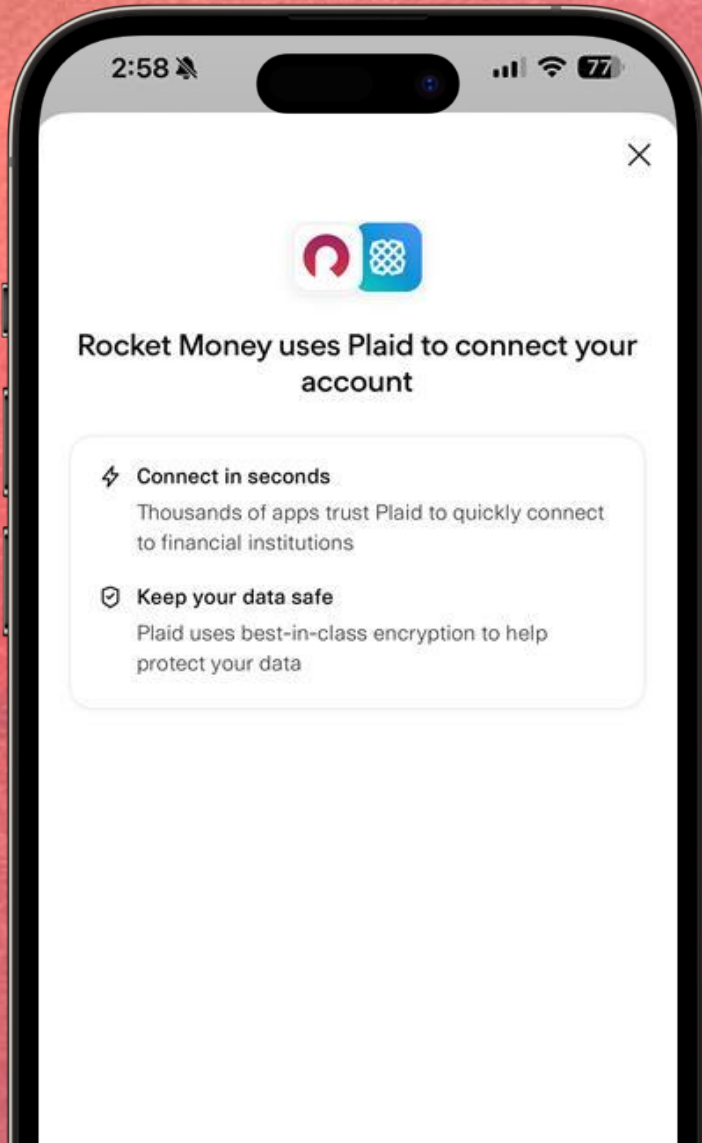 2:58
77
Rocket Money uses Plaid to connect your
account
Connect in seconds
Thousands of apps trust Plaid to quickly connect
to financial institutions
Keep your data safe
Plaid uses best-in-class encryption to help
protect your data